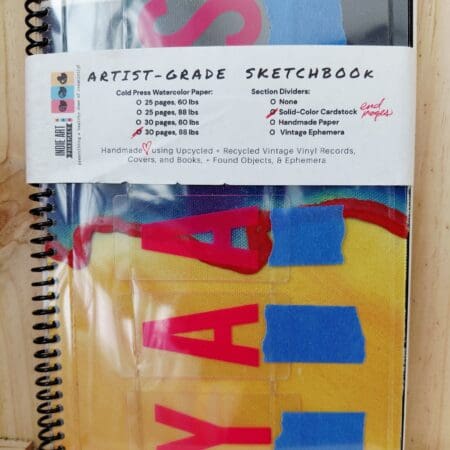 S
ARTIST-GRADE SKETCHBOOK
Cold Press Watercolor Paper:
25 pages, 60 lbs
25 pages, 88 lbs
30 pages, 60 lbs
30 pages, 88 lbs
Section Dividers:
None
Solid-Color Cardstock
Handmade Paper
Vintage Ephemera
end pages
Handmade using Upcycled + Recycled Vintage Vinyl Records,
Covers, and Books, + Found Objects, & Ephemera
INDIE ART
A
A
Y